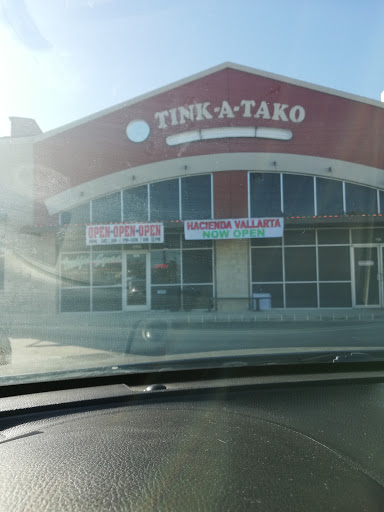 TINK-A-TAKO
OPEN-OPEN-OPEN
HACIENDA VALLARTA
NOW OPEN